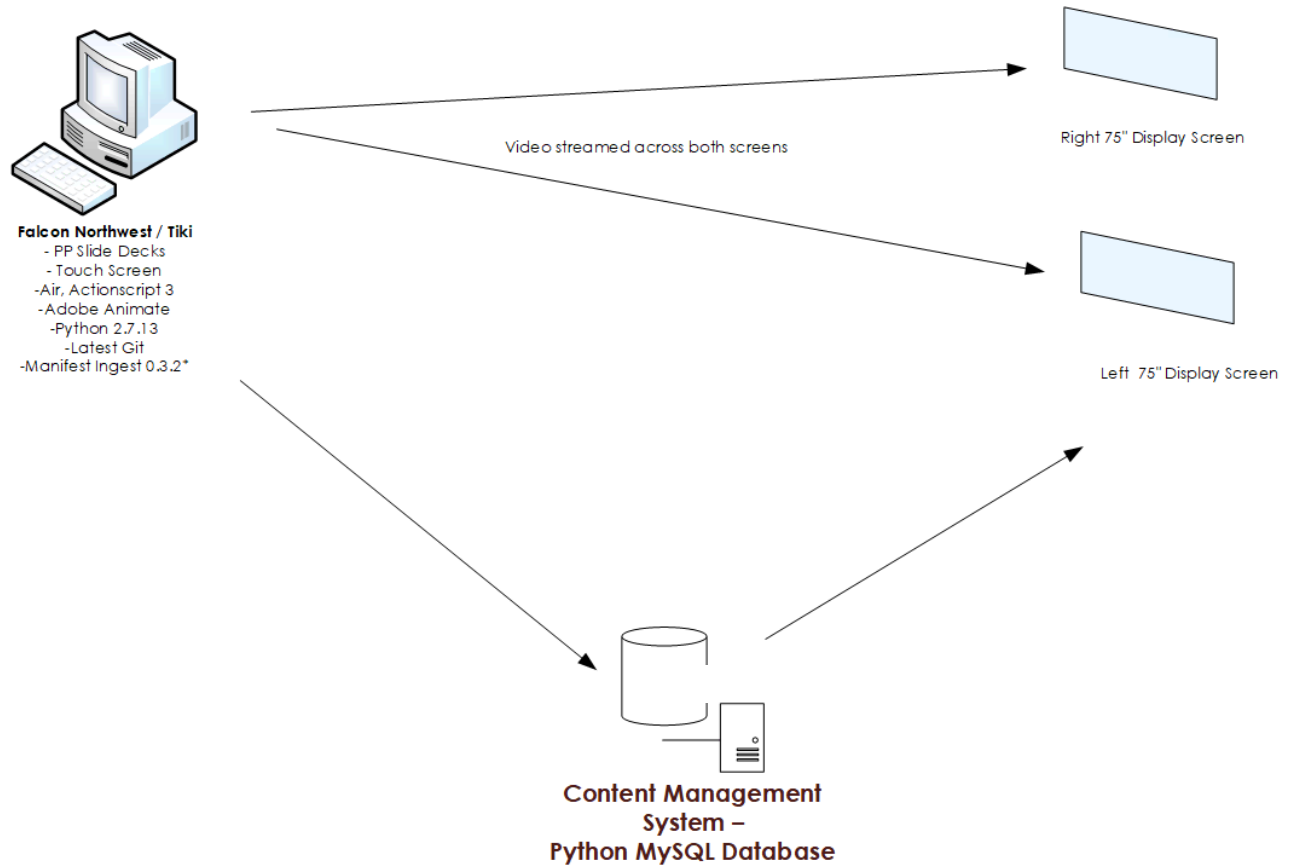 Falcon Northwest / Tiki
- PP Slide Decks
- Touch Screen
-Air, Actionscript 3
-Adobe Animate
-Python 2.7.13
-Latest Git
-Manifest Ingest 0.3.2*
Video streamed across both screens
Right 75" Display Screen
Left 75" Display Screen
Content Management
System –
Python MySQL Database